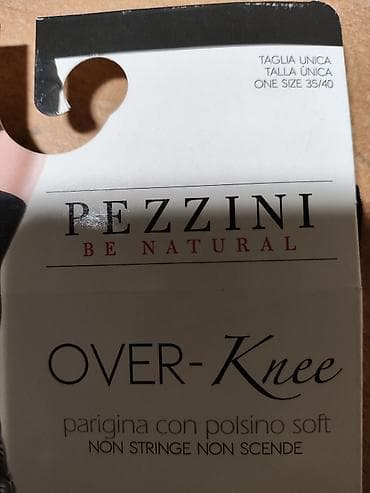 TAGLIA UNICA
TALLA ÚNICA
ONE SIZE 35/40
PEZZINI
BE NATURAL
OVER-Knee
parigina con polsino soft
NON STRINGE NON SCENDE